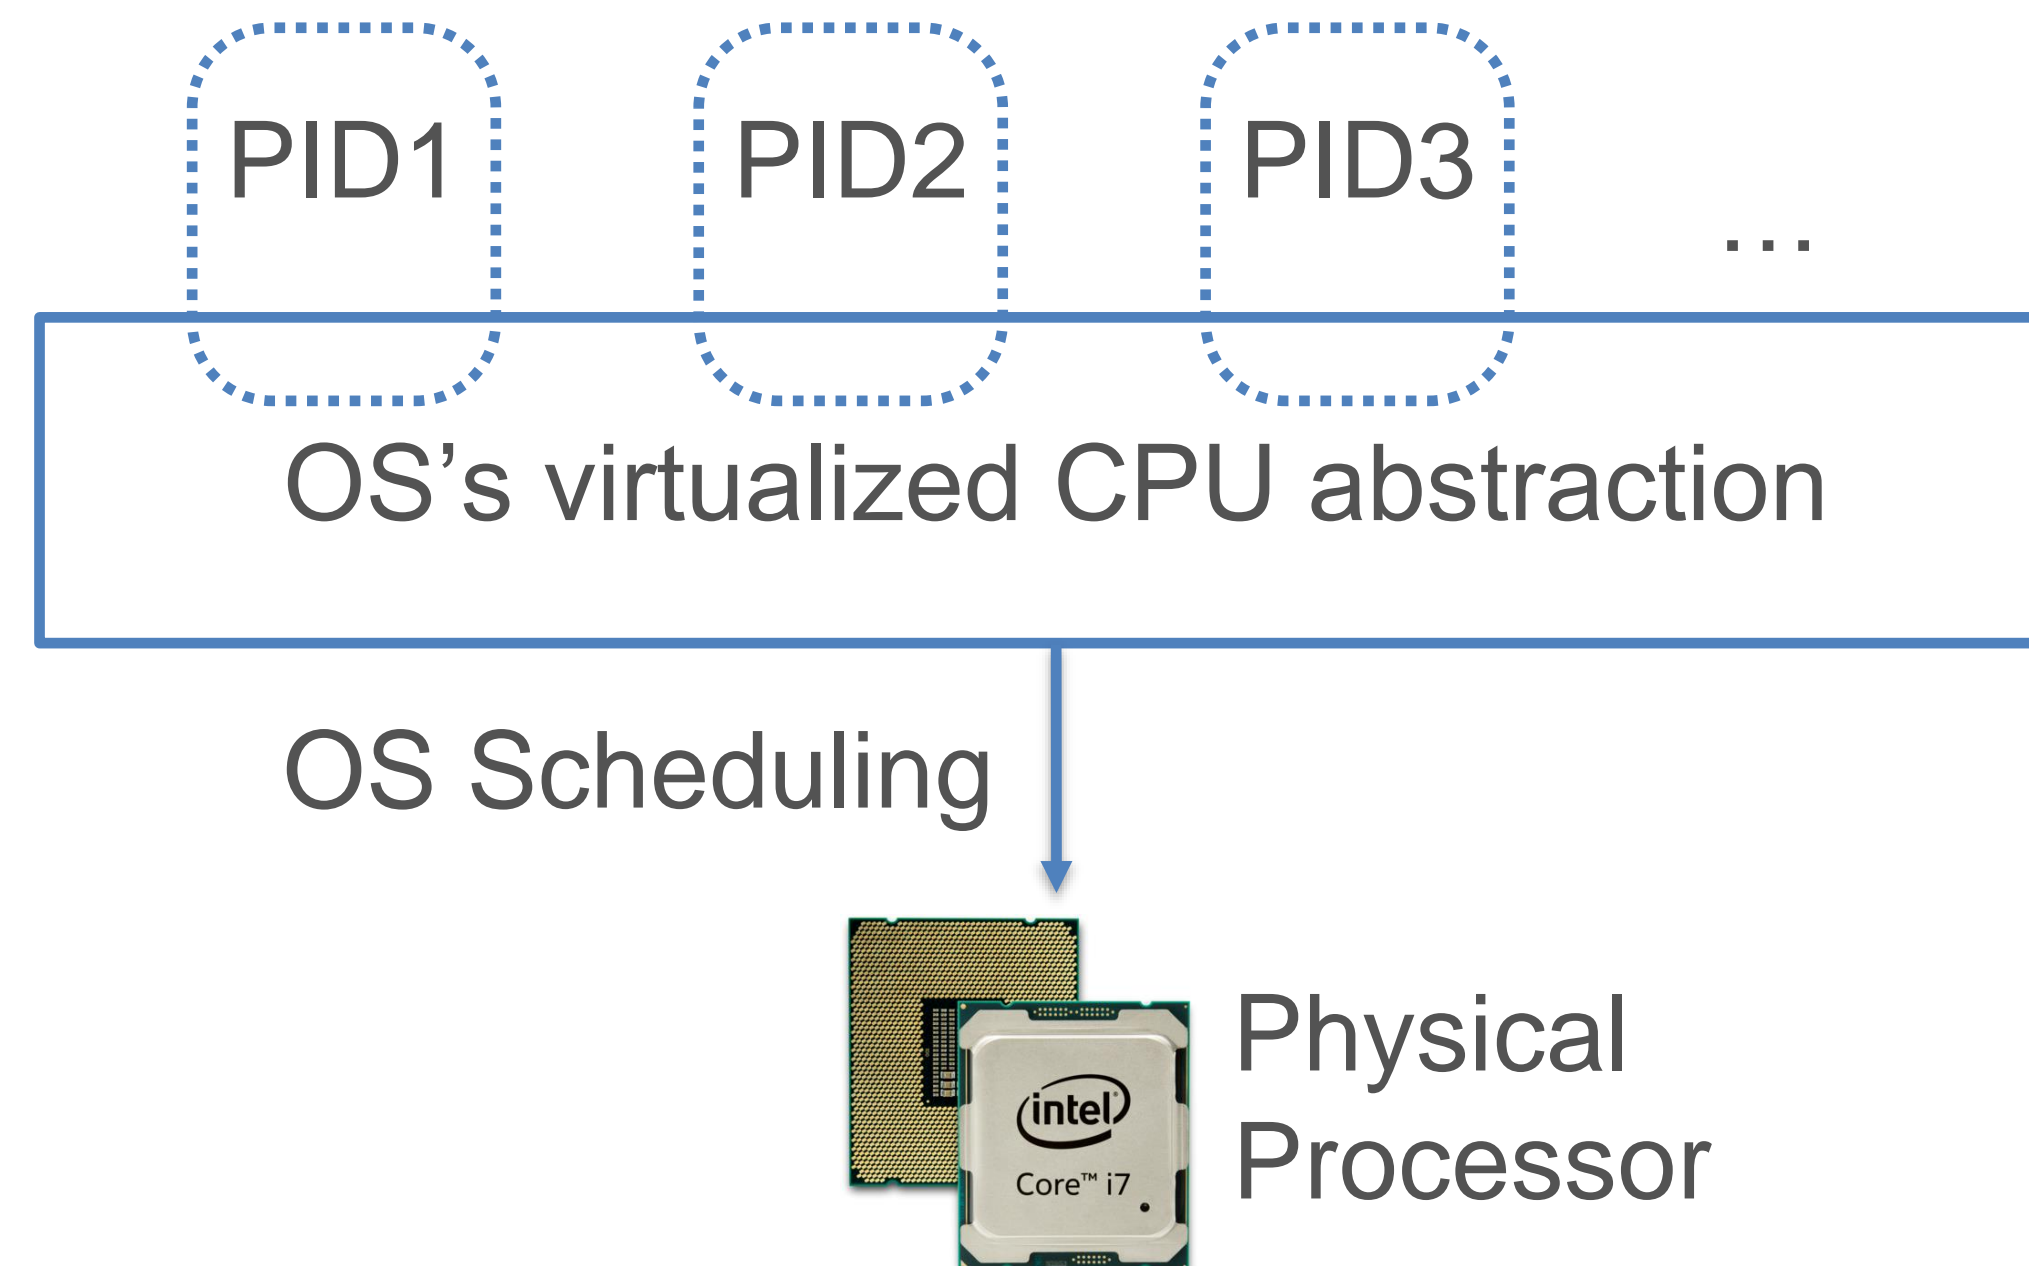 PID1 PID2 PID3
...
OS’s virtualized CPU abstraction
OS Scheduling
Physical
Processor
intel
Core™ i7